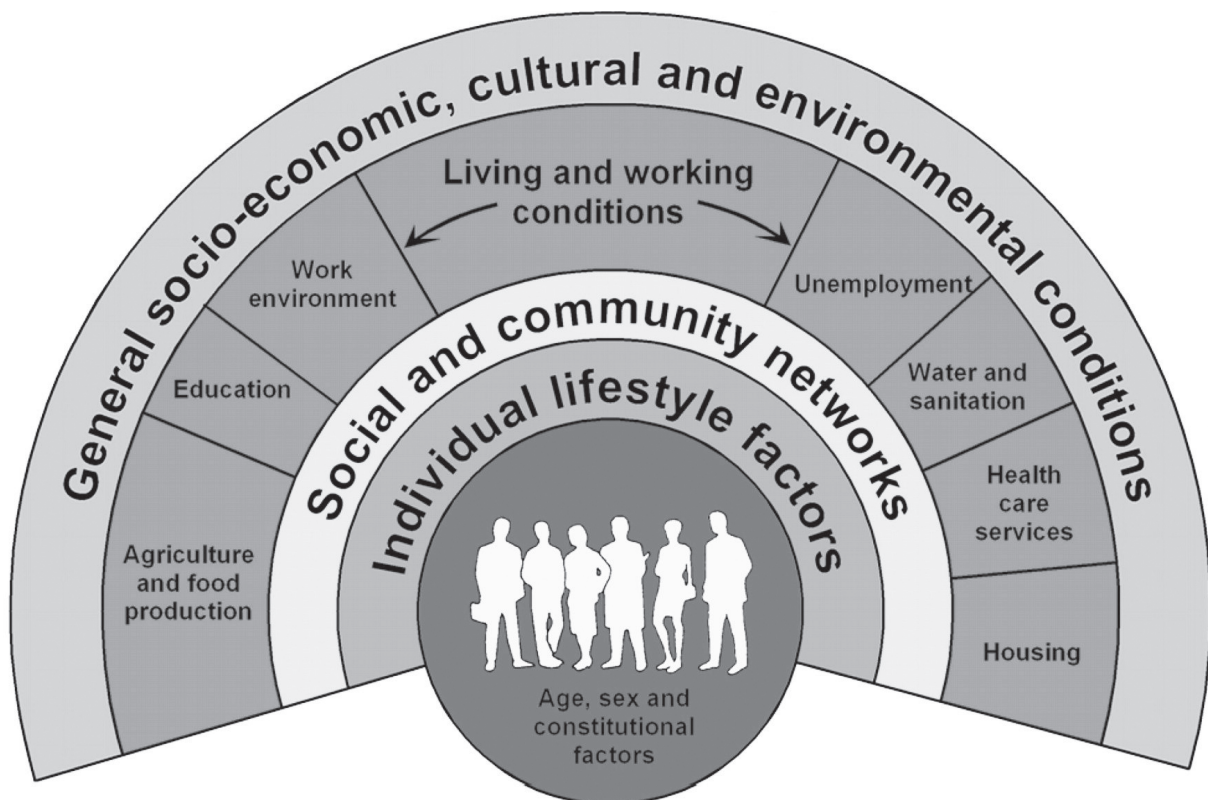 General socio-economic, cultural and environmental conditions
Living and working
conditions
Work
environment
Unemployment
Education
Water and
sanitation
Agriculture
and food
production
Health
care
services
Housing
Social and community networks
Individual lifestyle factors
Age, sex and
constitutional
factors